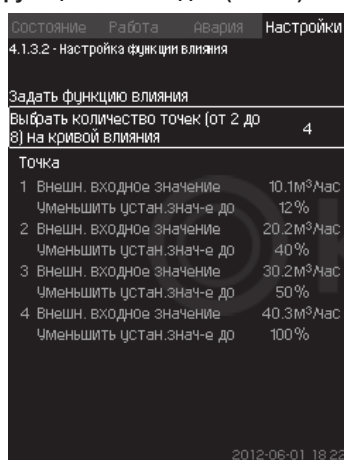 Состояние Работа Авария Настройки
4.1.3.2 - Настройка функции влияния
Задать функцию влияния
Выбрать количество точек (от 2 до 4
8) на кривой влияния
Точка
1 Внешн. входное значение 10.1м³/час
Уменьшить устан.знач-е до 12%
2 Внешн. входное значение 20.2м³/час
Уменьшить устан.знач-е до 40%
3 Внешн. входное значение 30.2м³/час
Уменьшить устан.знач-е до 50%
4 Внешн. входное значение 40.3м³/час
Уменьшить устан.знач-е до 100%
2012-06-01 18:22